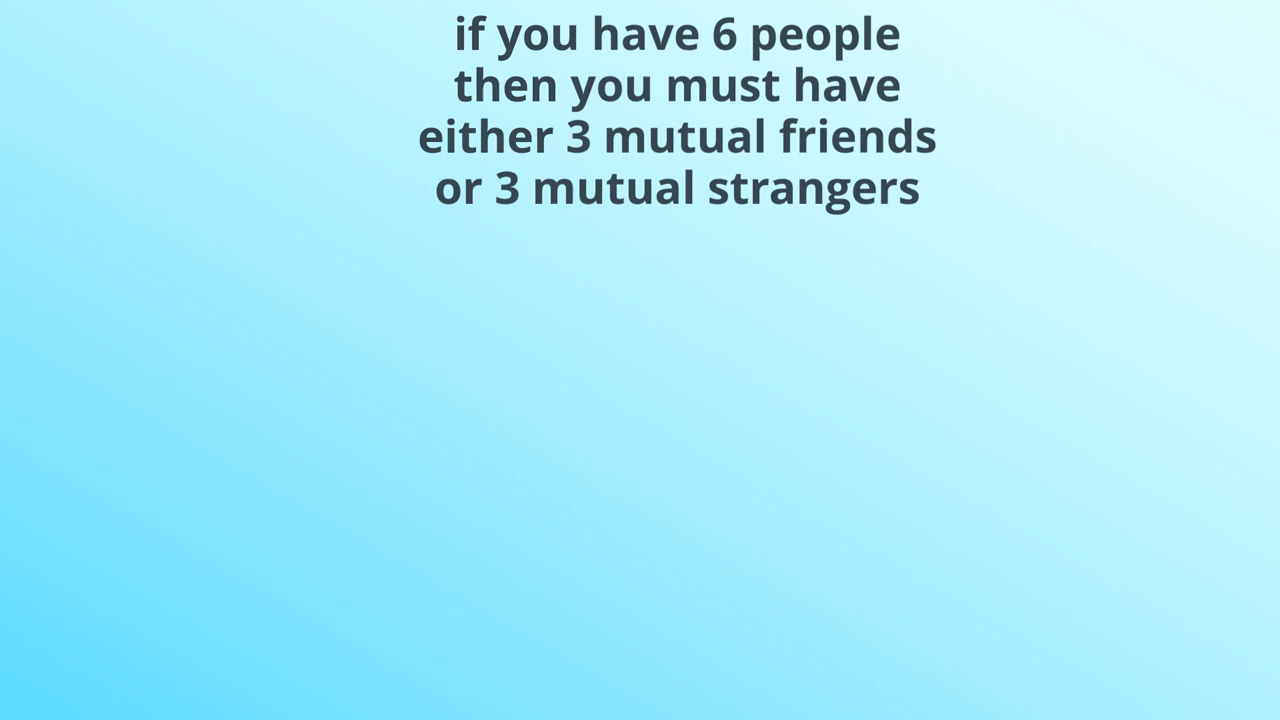 if you have 6 people
then you must have
either 3 mutual friends
or 3 mutual strangers